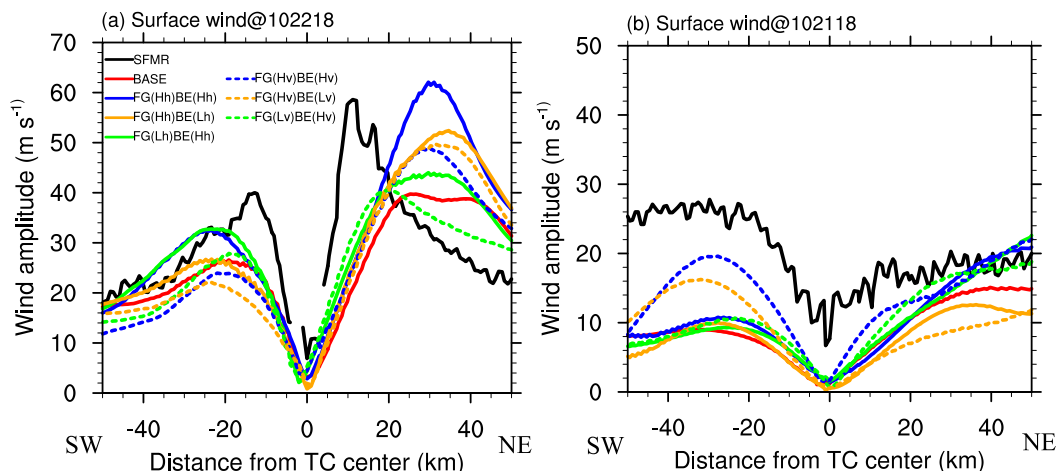 (a) Surface wind@102218
70
60
50
40
30
20
10
0
Wind amplitude (m s-1)
SFMR
BASE
FG(Hh)BE(Hh)
FG(Hh)BE(Lh)
FG(Lh)BE(Hh)
FG(Hv)BE(Hv)
FG(Hv)BE(Lv)
FG(Lv)BE(Hv)
-40 -20 0 20 40
SW NE
Distance from TC center (km)
(b) Surface wind@102118
50
40
30
20
10
0
Wind amplitude (m s-1)
-40 -20 0 20 40
SW NE
Distance from TC center (km)